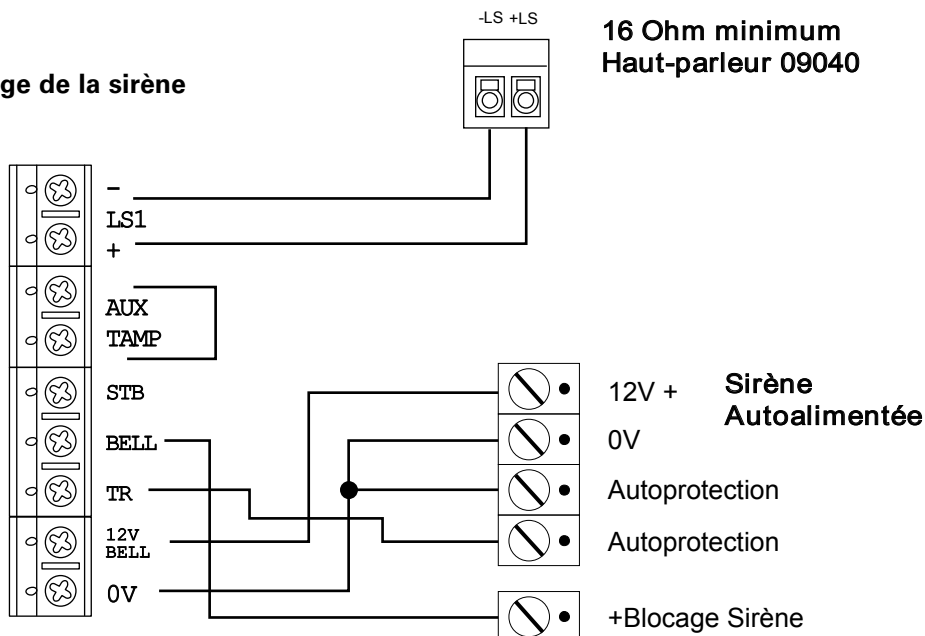 -LS +LS
16 Ohm minimum
Haut-parleur 09040
ge de la sirène
-
LS1
+
AUX
TAMP
STB
BELL
TR
12V
BELL
0V
12V +
0V
Autoprotection
Autoprotection
+Blocage Sirène
Sirène
Autoalimentée